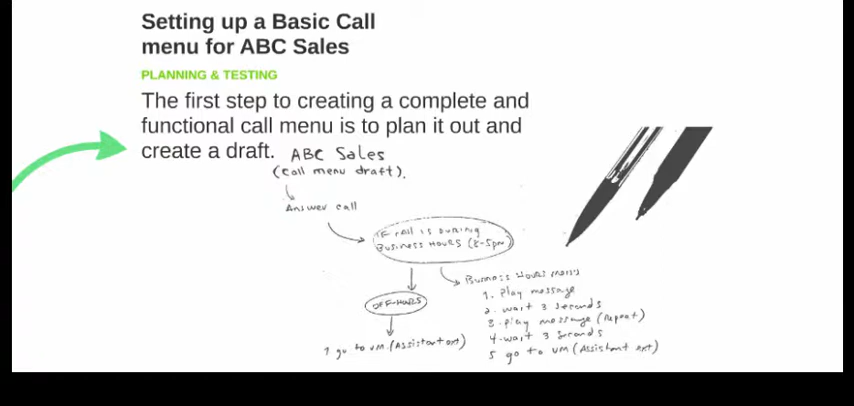 Setting up a Basic Call
menu for ABC Sales
PLANNING & TESTING
The first step to creating a complete and
functional call menu is to plan it out and
create a draft.
ABC Sales
(call menu draft).
Answer call
IF call is during
Business Hours (8-5pm)
OFF-HOURS
1 go to VM. (Assistant ext)
Business Hours menu
1. Play message
2. wait 3 seconds
3. Play message (Repeat)
4. wait 3 seconds
5 go to VM (Assistant ext)